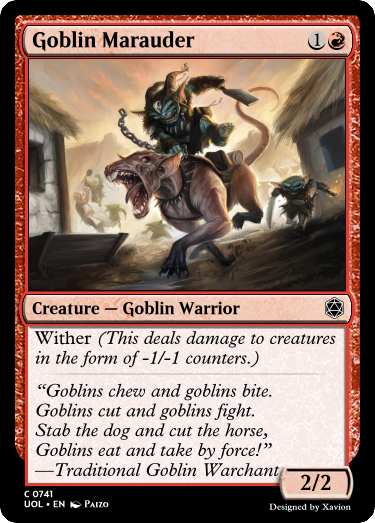 Goblin Marauder 1
Creature — Goblin Warrior
Wither (This deals damage to creatures
in the form of -1/-1 counters.)
“Goblins chew and goblins bite.
Goblins cut and goblins fight.
Stab the dog and cut the horse,
Goblins eat and take by force!”
—Traditional Goblin Warchant
2/2
C 0741
UOL • EN Paizo
Designed by Xavion